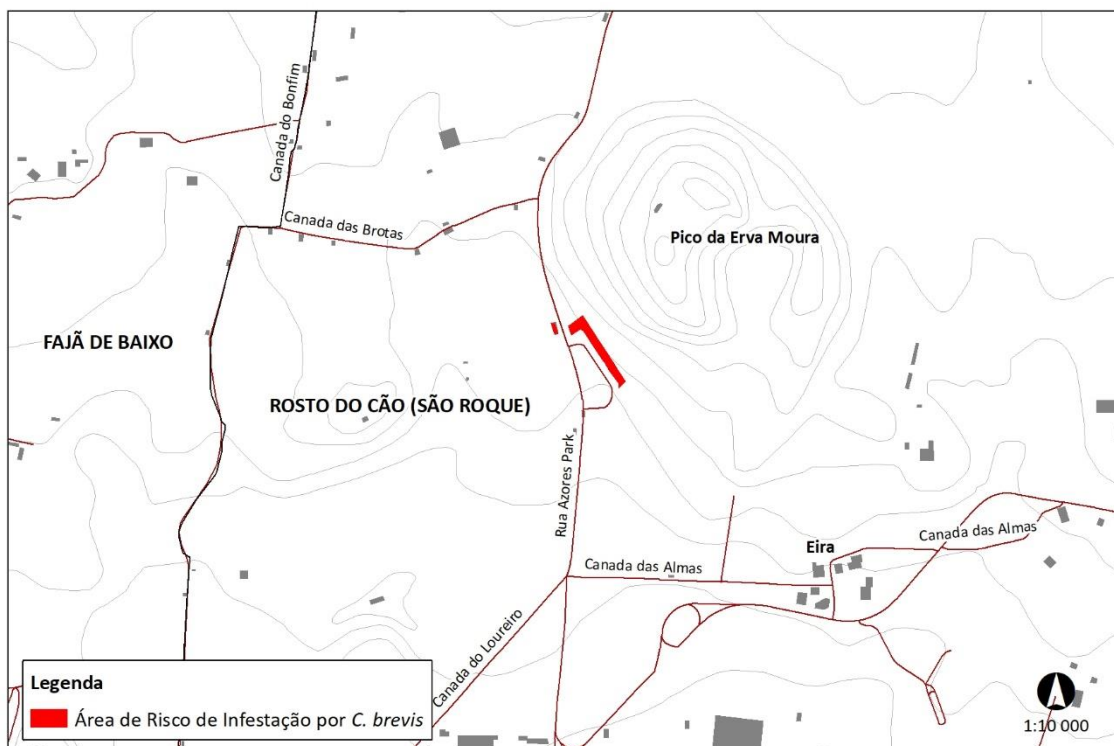 Canada do Bonfim
Canada das Brotas
Pico da Erva Moura
FAJÃ DE BAIXO
ROSTO DO CÃO (SÃO ROQUE)
Rua Azores Park
Canada das Almas
Eira
Canada das Almas
Canada do Loureiro
Legenda
Área de Risco de Infestação por C. brevis
1:10 000